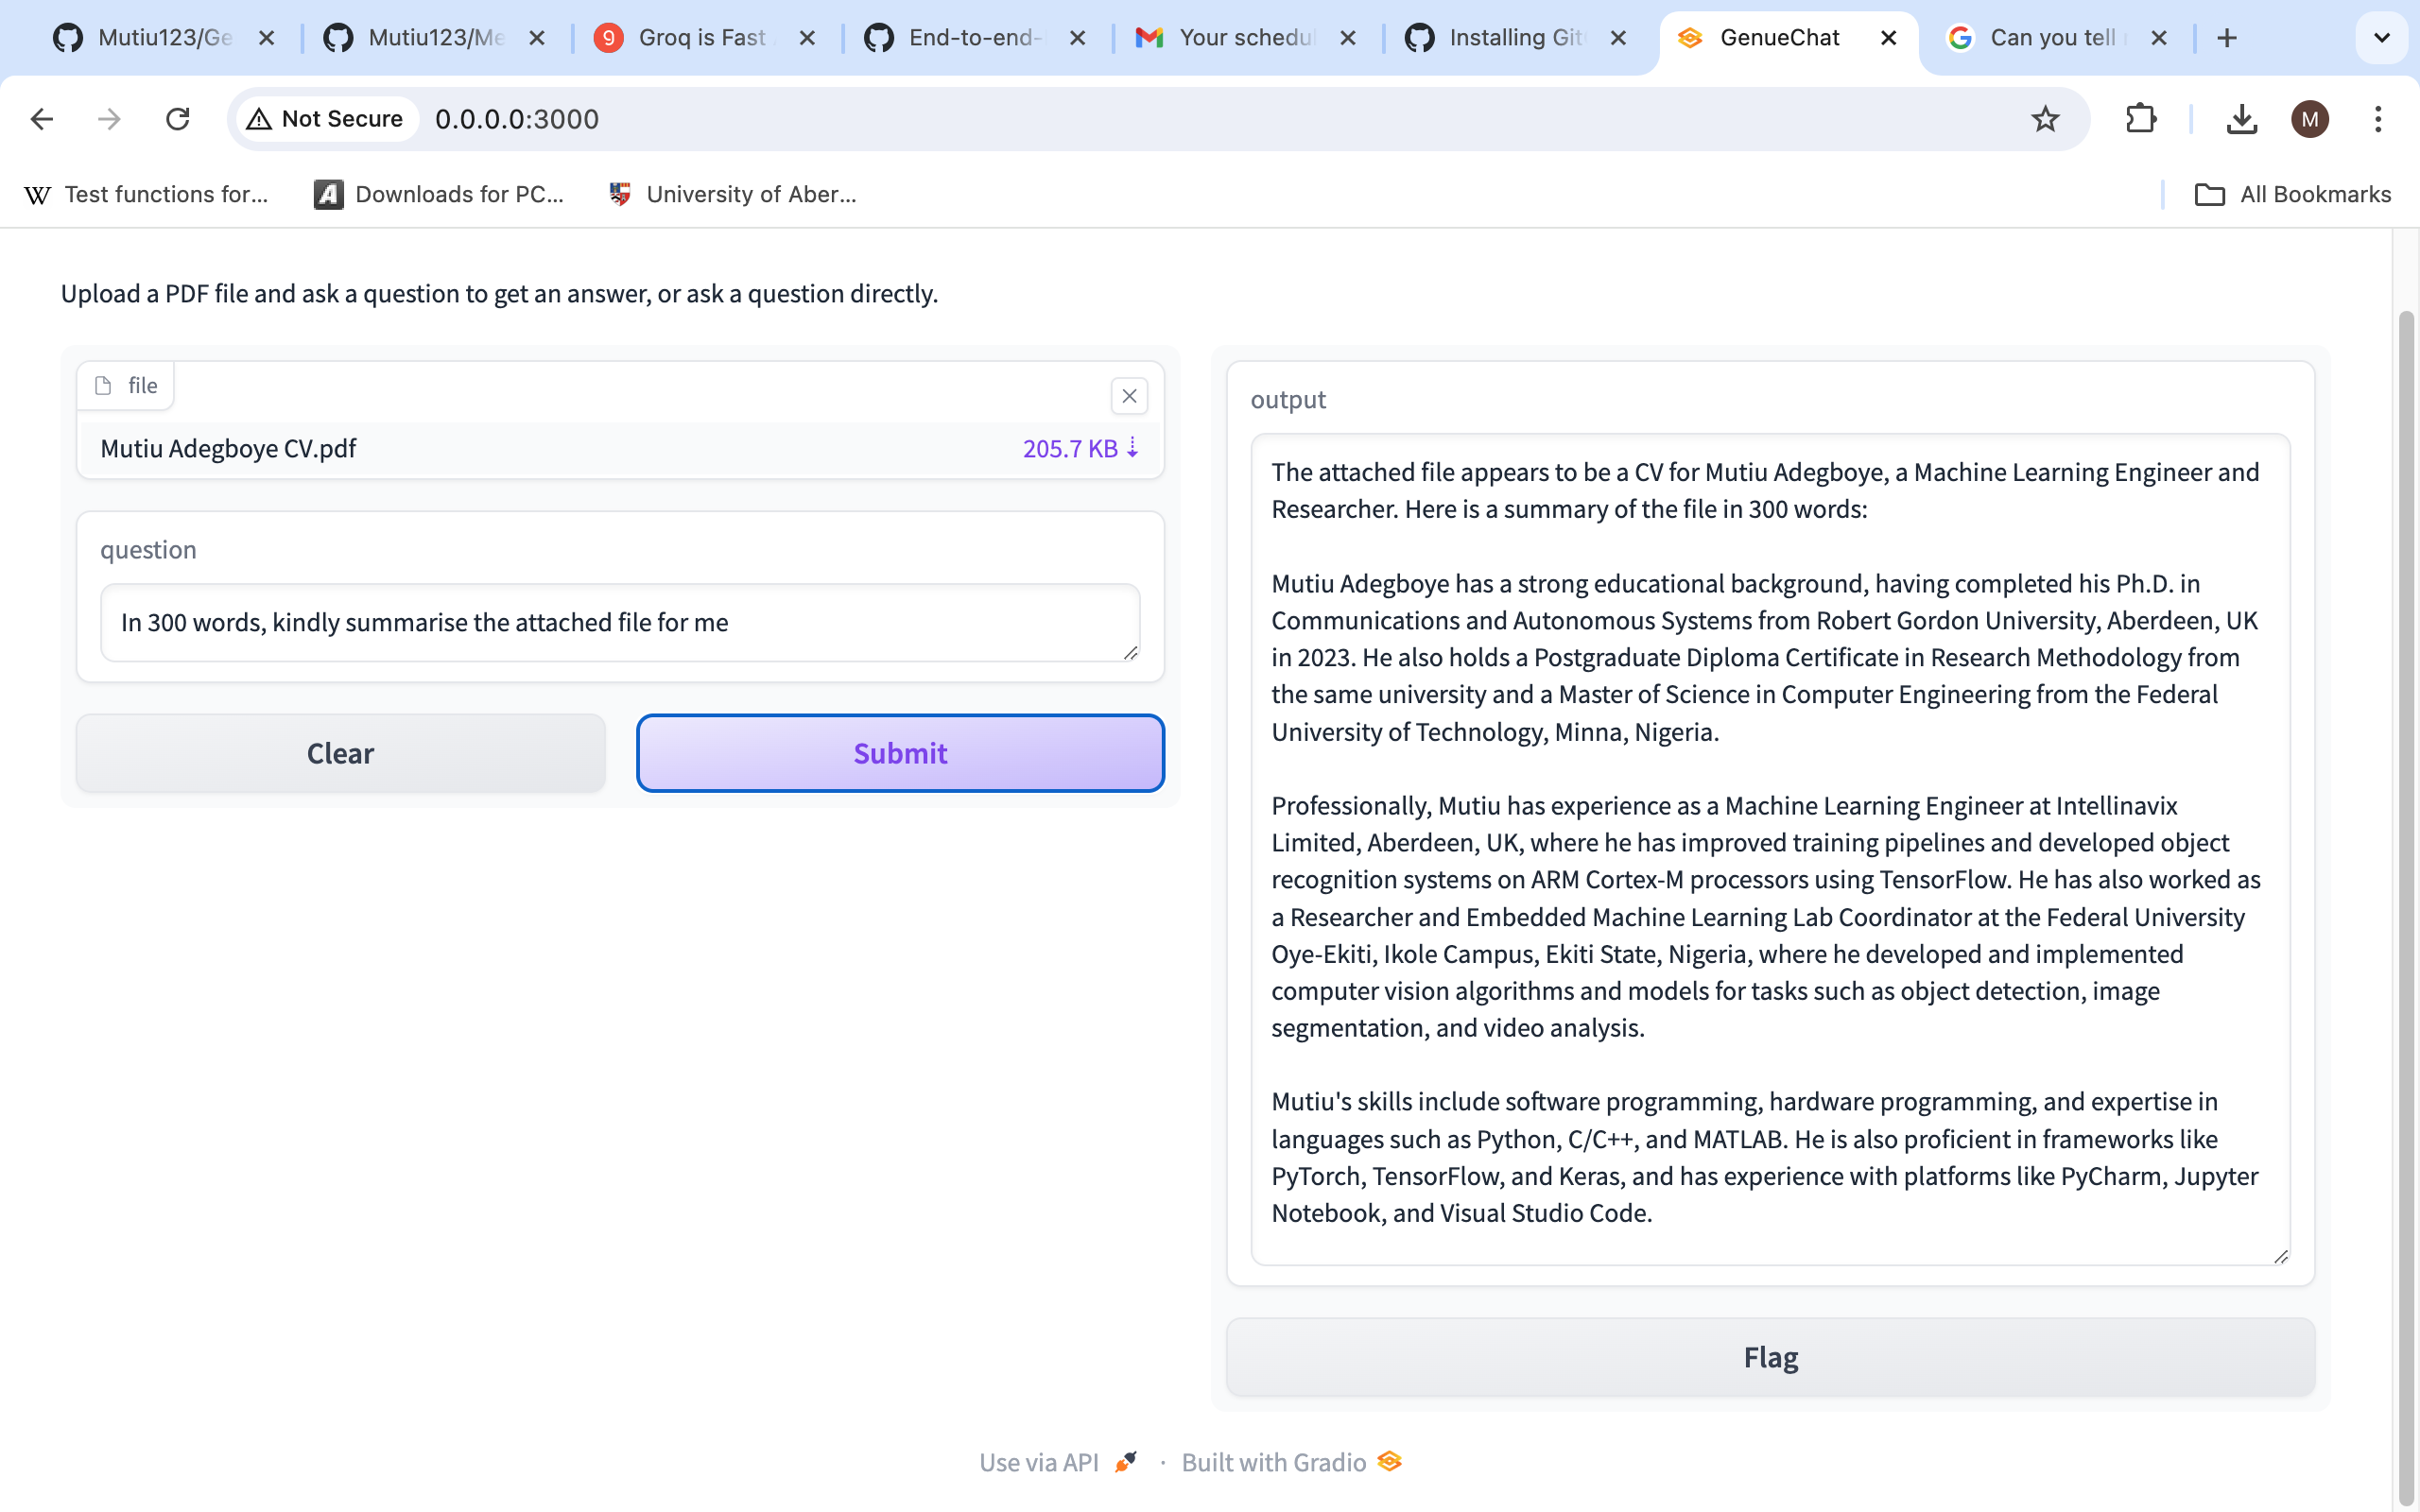 Mutiu123/Ge
Mutiu123/Me
9 Groq is Fast
End-to-end-
Your schedul
Installing Git
GenueChat
Can you tell
Not Secure 0.0.0.0:3000
M
W Test functions for...
A Downloads for PC...
University of Aber...
All Bookmarks
Upload a PDF file and ask a question to get an answer, or ask a question directly.
file
Mutiu Adegboye CV.pdf 205.7 KB ⇣
question
In 300 words, kindly summarise the attached file for me
Clear
Submit
output
The attached file appears to be a CV for Mutiu Adegboye, a Machine Learning Engineer and
Researcher. Here is a summary of the file in 300 words:
Mutiu Adegboye has a strong educational background, having completed his Ph.D. in
Communications and Autonomous Systems from Robert Gordon University, Aberdeen, UK
in 2023. He also holds a Postgraduate Diploma Certificate in Research Methodology from
the same university and a Master of Science in Computer Engineering from the Federal
University of Technology, Minna, Nigeria.
Professionally, Mutiu has experience as a Machine Learning Engineer at Intellinavix
Limited, Aberdeen, UK, where he has improved training pipelines and developed object
recognition systems on ARM Cortex-M processors using TensorFlow. He has also worked as
a Researcher and Embedded Machine Learning Lab Coordinator at the Federal University
Oye-Ekiti, Ikole Campus, Ekiti State, Nigeria, where he developed and implemented
computer vision algorithms and models for tasks such as object detection, image
segmentation, and video analysis.
Mutiu's skills include software programming, hardware programming, and expertise in
languages such as Python, C/C++, and MATLAB. He is also proficient in frameworks like
PyTorch, TensorFlow, and Keras, and has experience with platforms like PyCharm, Jupyter
Notebook, and Visual Studio Code.
Flag
Use via API · Built with Gradio